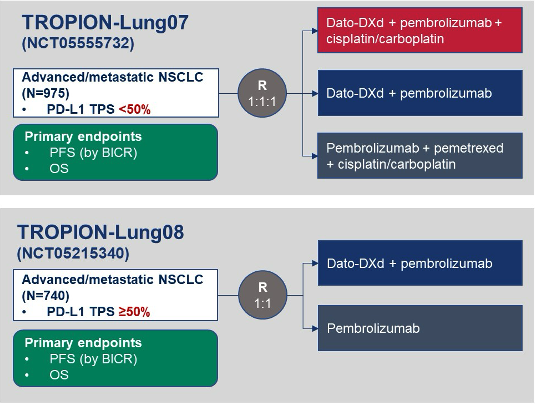 TROPION-Lung07
(NCT05555732)
Advanced/metastatic NSCLC
(N=975)
• PD-L1 TPS <50%
Primary endpoints
• PFS (by BICR)
• OS
R
1:1:1
Dato-DXd + pembrolizumab +
cisplatin/carboplatin
Dato-DXd + pembrolizumab
Pembrolizumab + pemetrexed
+ cisplatin/carboplatin
TROPION-Lung08
(NCT05215340)
Advanced/metastatic NSCLC
(N=740)
• PD-L1 TPS ≥50%
Primary endpoints
• PFS (by BICR)
• OS
R
1:1
Dato-DXd + pembrolizumab
Pembrolizumab